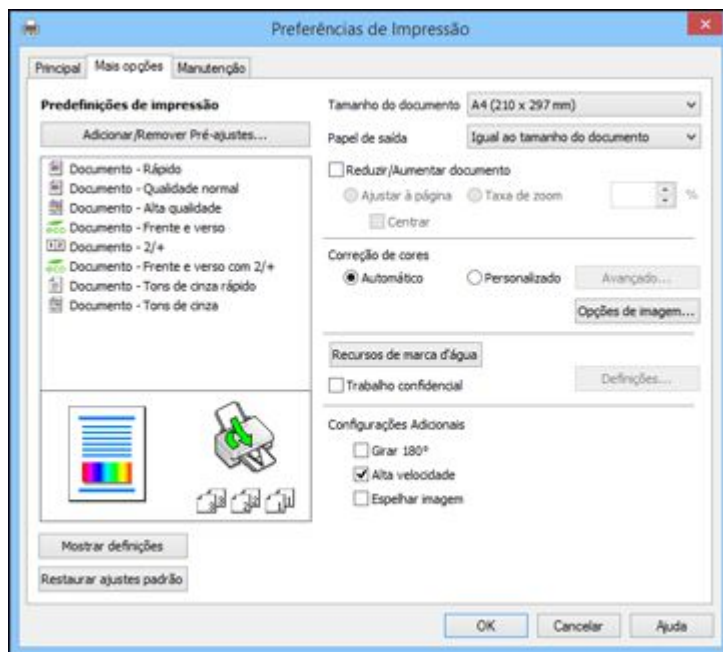 Preferências de Impressão
Principal
Mais opções
Manutenção
Predefinições de impressão
Adicionar/Remover Pré-ajustes...
Documento - Rápido
Documento - Qualidade normal
Documento - Alta qualidade
Documento - Frente e verso
Documento - 2/+
Documento - Frente e verso com 2/+
Documento - Tons de cinza rápido
Documento - Tons de cinza
Mostrar definições
Restaurar ajustes padrão
Tamanho do documento A4 (210 x 297 mm)
Papel de saída Igual ao tamanho do documento
Reduzir/Aumentar documento
Ajustar à página Taxa de zoom %
Centrar
Correção de cores
Automático Personalizado Avançado...
Opções de imagem...
Recursos de marca d'água
Trabalho confidencial Definições...
Configurações Adicionais
Girar 180°
Alta velocidade
Espelhar imagem
OK Cancelar Ajuda